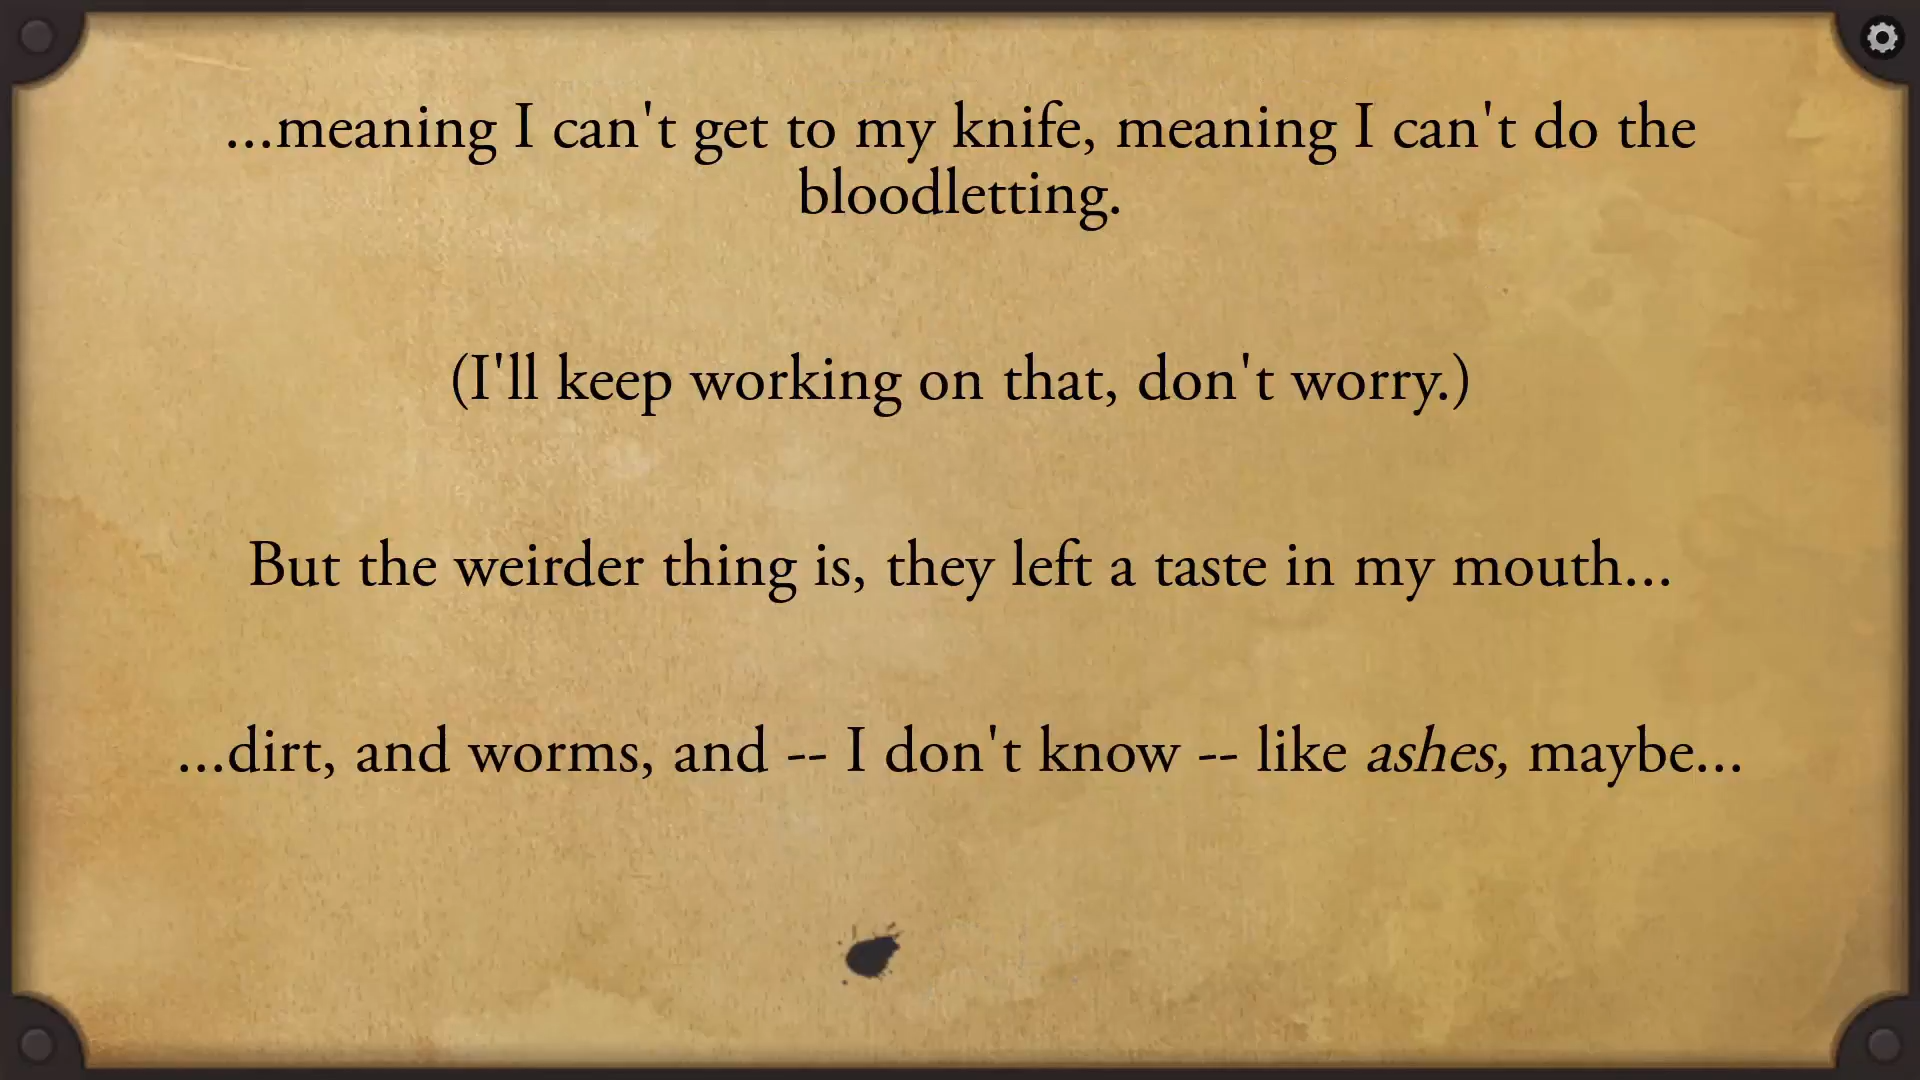 ...meaning I can't get to my knife, meaning I can't do the
bloodletting.
(I'll keep working on that, don't worry.)
But the weirder thing is, they left a taste in my mouth...
...dirt, and worms, and -- I don't know -- like ashes, maybe...